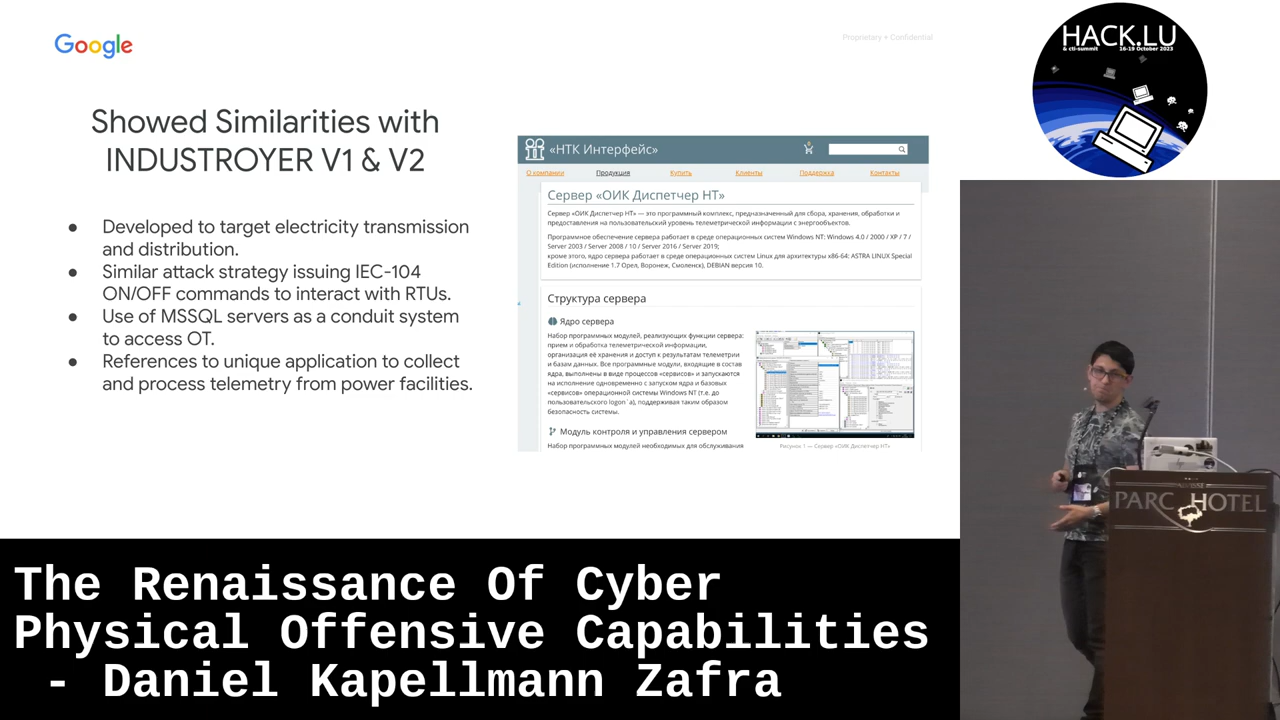 Google
Proprietary + Confidential
HACK.LU
& cti-summit 16-19 October 2023
Showed Similarities with
INDUSTROYER V1 & V2
● Developed to target electricity transmission
and distribution.
● Similar attack strategy issuing IEC-104
ON/OFF commands to interact with RTUs.
● Use of MSSQL servers as a conduit system
to access OT.
● References to unique application to collect
and process telemetry from power facilities.
«НТК Интерфейс»
О компании Продукция Купить Клиенты Поддержка Контакты
Сервер «ОИК Диспетчер НТ»
Сервер «ОИК Диспетчер НТ» — это программный комплекс, предназначенный для сбора, хранения, обработки и
предоставления на пользовательский уровень телеметрической информации с энергообъектов.
Программное обеспечение сервера работает в среде операционных систем Windows NT: Windows 4.0 / 2000 / XP / 7 /
Server 2003 / Server 2008 / 10 / Server 2016 / Server 2019;
кроме этого, ядро сервера работает в среде операционных систем Linux для архитектуры x86-64: ASTRA LINUX Special
Edition (исполнение 1.7 Орел, Воронеж, Смоленск), DEBIAN версия 10.
Структура сервера
Ядро сервера
Набор программных модулей, реализующих функции сервера:
прием и обработка телеметрической информации,
организация её хранения и доступ к результатам телеметрии
и базам данных. Все программные модули, входящие в состав
ядра, выполнены в виде процессов «сервисов» и запускаются
на исполнение одновременно с запуском ядра и базовых
«сервисов» операционной системы Windows NT (т.е. до
пользовательского logon`а), поддерживая таким образом
безопасность системы.
Модуль контроля и управления сервером
Набор программных модулей необходимых для обслуживания
Рисунок 1 — Сервер «ОИК Диспетчер НТ»
PARC HOTEL
The Renaissance Of Cyber
Physical Offensive Capabilities
- Daniel Kapellmann Zafra